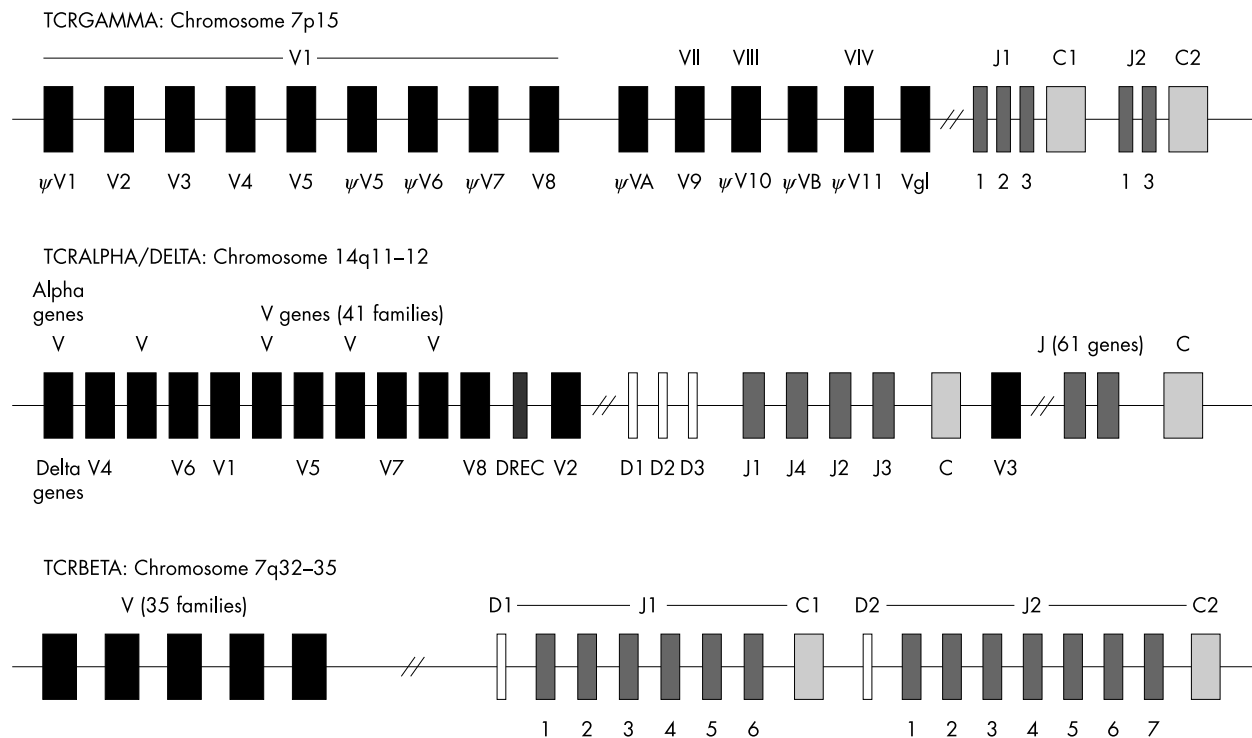 TCRGAMMA: Chromosome 7p15
V1 VII VIII VIV J1 C1 J2 C2
ψV1 V2 V3 V4 V5 ψV5 ψV6 ψV7 V8 ψVA V9 ψV10 ψVB ψV11 Vgl 1 2 3 1 3
TCRALPHA/DELTA: Chromosome 14q11–12
Alpha
genes
V genes (41 families)
V V V V V J (61 genes) C
Delta
genes
V4 V6 V1 V5 V7 V8 DREC V2 D1 D2 D3 J1 J4 J2 J3 C V3
TCRBETA: Chromosome 7q32–35
V (35 families) D1 J1 C1 D2 J2 C2
1 2 3 4 5 6 1 2 3 4 5 6 7